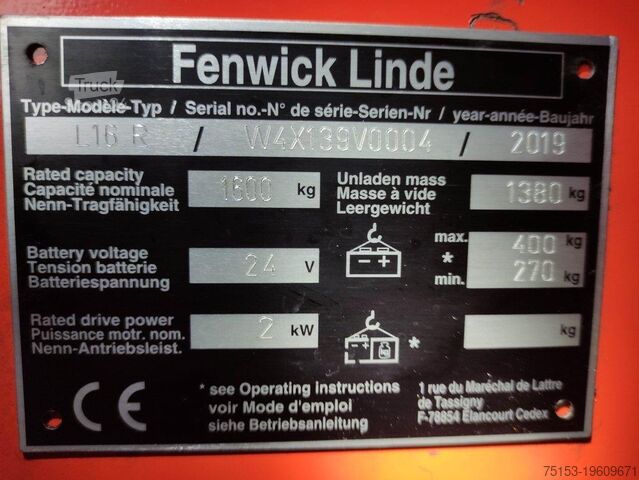 Fenwick Linde
Truck
Type-Modèle-Typ / Serial no.-N° de série-Serien-Nr / year-année-Baujahr
L16 R / W4X139V0004 / 2019
Rated capacity
Capacité nominale
Nenn-Tragfähigkeit
1600 kg
Unladen mass
Masse à vide
Leergewicht
1380 kg
Battery voltage
Tension batterie
Batteriespannung
24 V
- +
max. 400 kg
*
min. 270 kg
Rated drive power
Puissance motr. nom.
Nenn-Antriebsleist.
2 kW
- +
kg
*
kg
CE
* see Operating instructions
voir Mode d'emploi
siehe Betriebsanleitung
1 rue du Maréchal de Lattre
de Tassigny
F-78854 Elancourt Cedex
75153-19609671